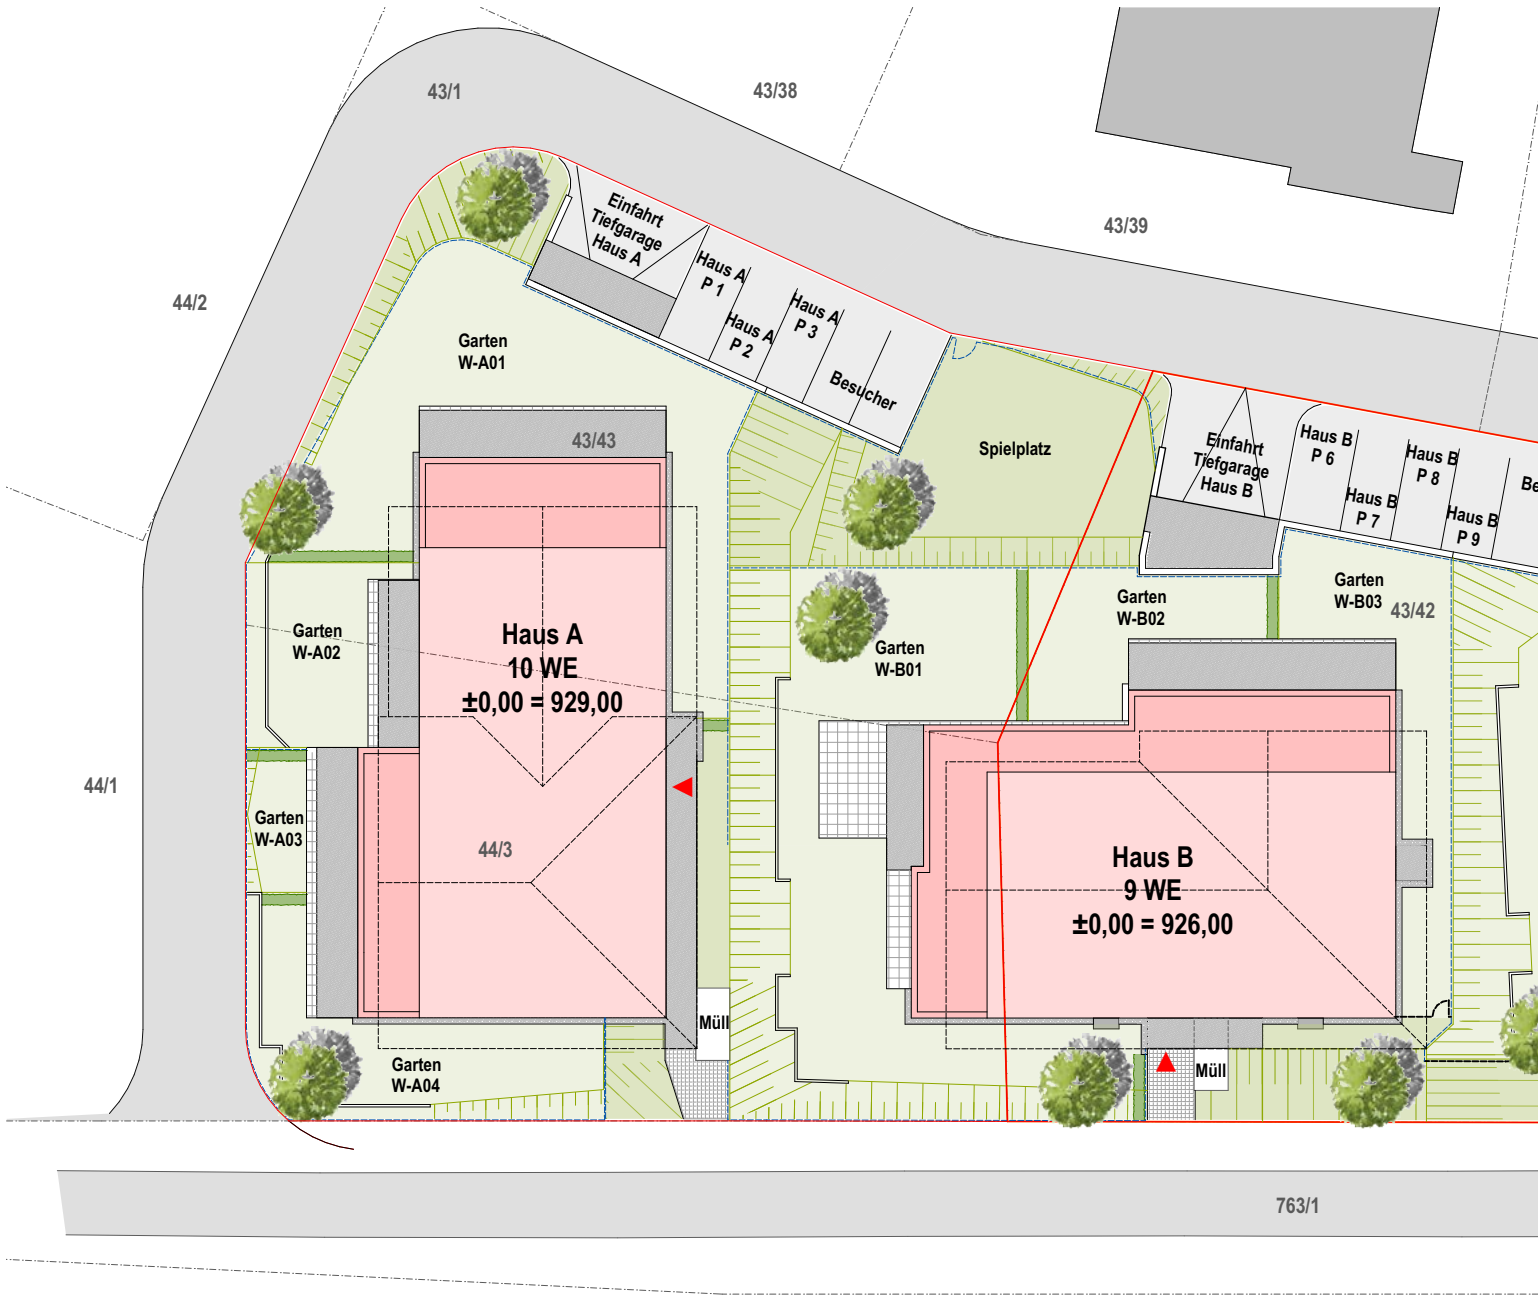 43/1
43/38
43/39
44/2
Einfahrt
Tiefgarage
Haus A
Haus A
P 1
Haus A
P 2
Haus A
P 3
Besucher
Garten
W-A01
43/43
Spielplatz
Einfahrt
Tiefgarage
Haus B
Haus B
P 6
Haus B
P 7
Haus B
P 8
Haus B
P 9
Be
Garten
W-A02
Haus A
10 WE
±0,00 = 929,00
Garten
W-B01
Garten
W-B02
Garten
W-B03
43/42
44/1
Garten
W-A03
44/3
Haus B
9 WE
±0,00 = 926,00
Müll
Garten
W-A04
Müll
763/1